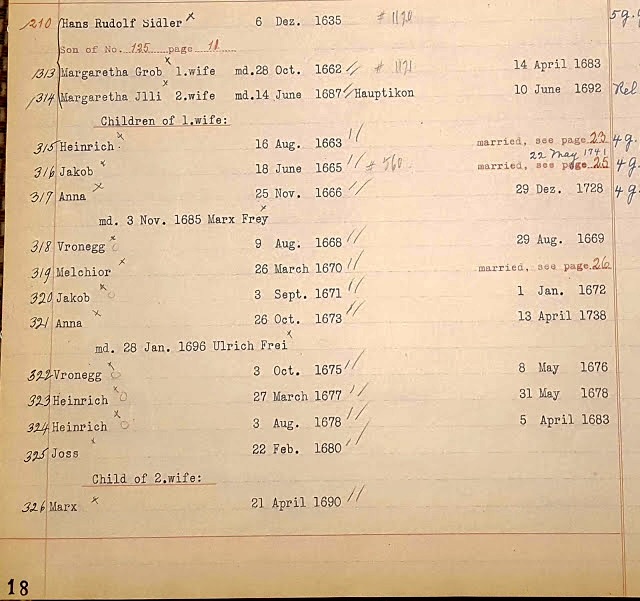 210 Hans Rudolf Sidler x 6 Dez. 1635 # 1120 5 g.
Son of No. 125 page 11
313 Margaretha Grob x 1.wife md. 28 Oct. 1662 // # 1121 14 April 1683
314 Margaretha Jlli x 2.wife md. 14 June 1687 // Hauptikon 10 June 1692 Rel
Children of 1.wife:
315 Heinrich x 16 Aug. 1663 // married, see page 23 4 g.
316 Jakob x 18 June 1665 // # 560 22 May 1741 married, see page 25 4 g.
317 Anna x 25 Nov. 1666 // 29 Dez. 1728 4 g.
md. 3 Nov. 1685 Marx Frey x
318 Vronegg x 9 Aug. 1668 // 29 Aug. 1669
319 Melchior x 26 March 1670 // married, see page 26
320 Jakob x 3 Sept. 1671 // 1 Jan. 1672
321 Anna x 26 Oct. 1673 // 13 April 1738
md. 28 Jan. 1696 Ulrich Frei x
322 Vronegg x 3 Oct. 1675 // 8 May 1676
323 Heinrich x 27 March 1677 // 31 May 1678
324 Heinrich x 3 Aug. 1678 // 5 April 1683
325 Joss x 22 Feb. 1680 //
Child of 2.wife:
326 Marx x 21 April 1690 //
18